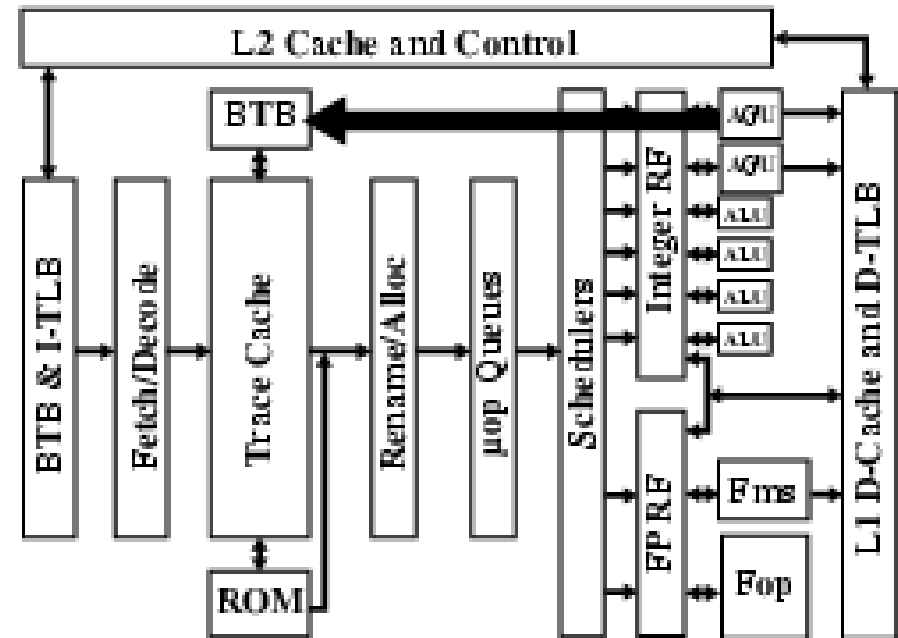 L2 Cache and Control
BTB
AGU
AGU
ALU
ALU
ALU
ALU
BTB & I-TLB
Fetch/Decode
Trace Cache
Rename/Alloc
µop Queues
Schedulers
Integer RF
FP RF
Fms
Fop
L1 D-Cache and D-TLB
ROM